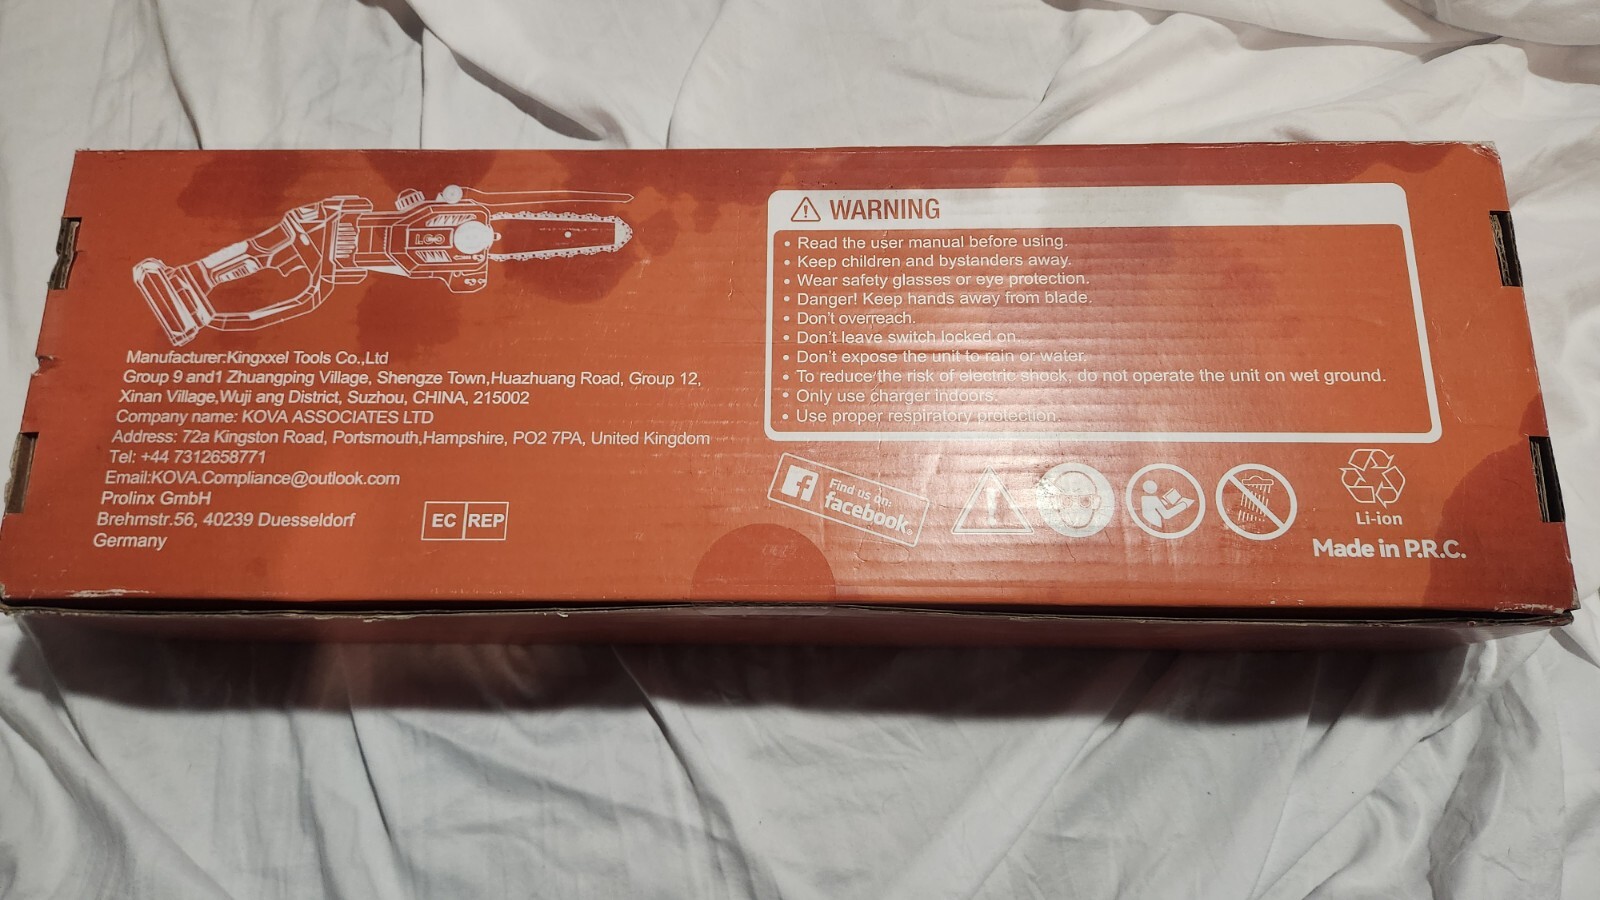 Manufacturer:Kingxxel Tools Co.,Ltd
Group 9 and1 Zhuangping Village, Shengze Town,Huazhuang Road, Group 12,
Xinan Village,Wuji ang District, Suzhou, CHINA, 215002
Company name: KOVA ASSOCIATES LTD
Address: 72a Kingston Road, Portsmouth,Hampshire, PO2 7PA, United Kingdom
Tel: +44 7312658771
Email:KOVA.Compliance@outlook.com
Prolinx GmbH
Brehmstr.56, 40239 Duesseldorf
Germany
EC REP
WARNING
• Read the user manual before using.
• Keep children and bystanders away.
• Wear safety glasses or eye protection.
• Danger! Keep hands away from blade.
• Don't overreach.
• Don't leave switch locked on.
• Don't expose the unit to rain or water.
• To reduce the risk of electric shock, do not operate the unit on wet ground.
• Only use charger indoors.
• Use proper respiratory protection.
Find us on:
facebook®
Li-ion
Made in P.R.C.